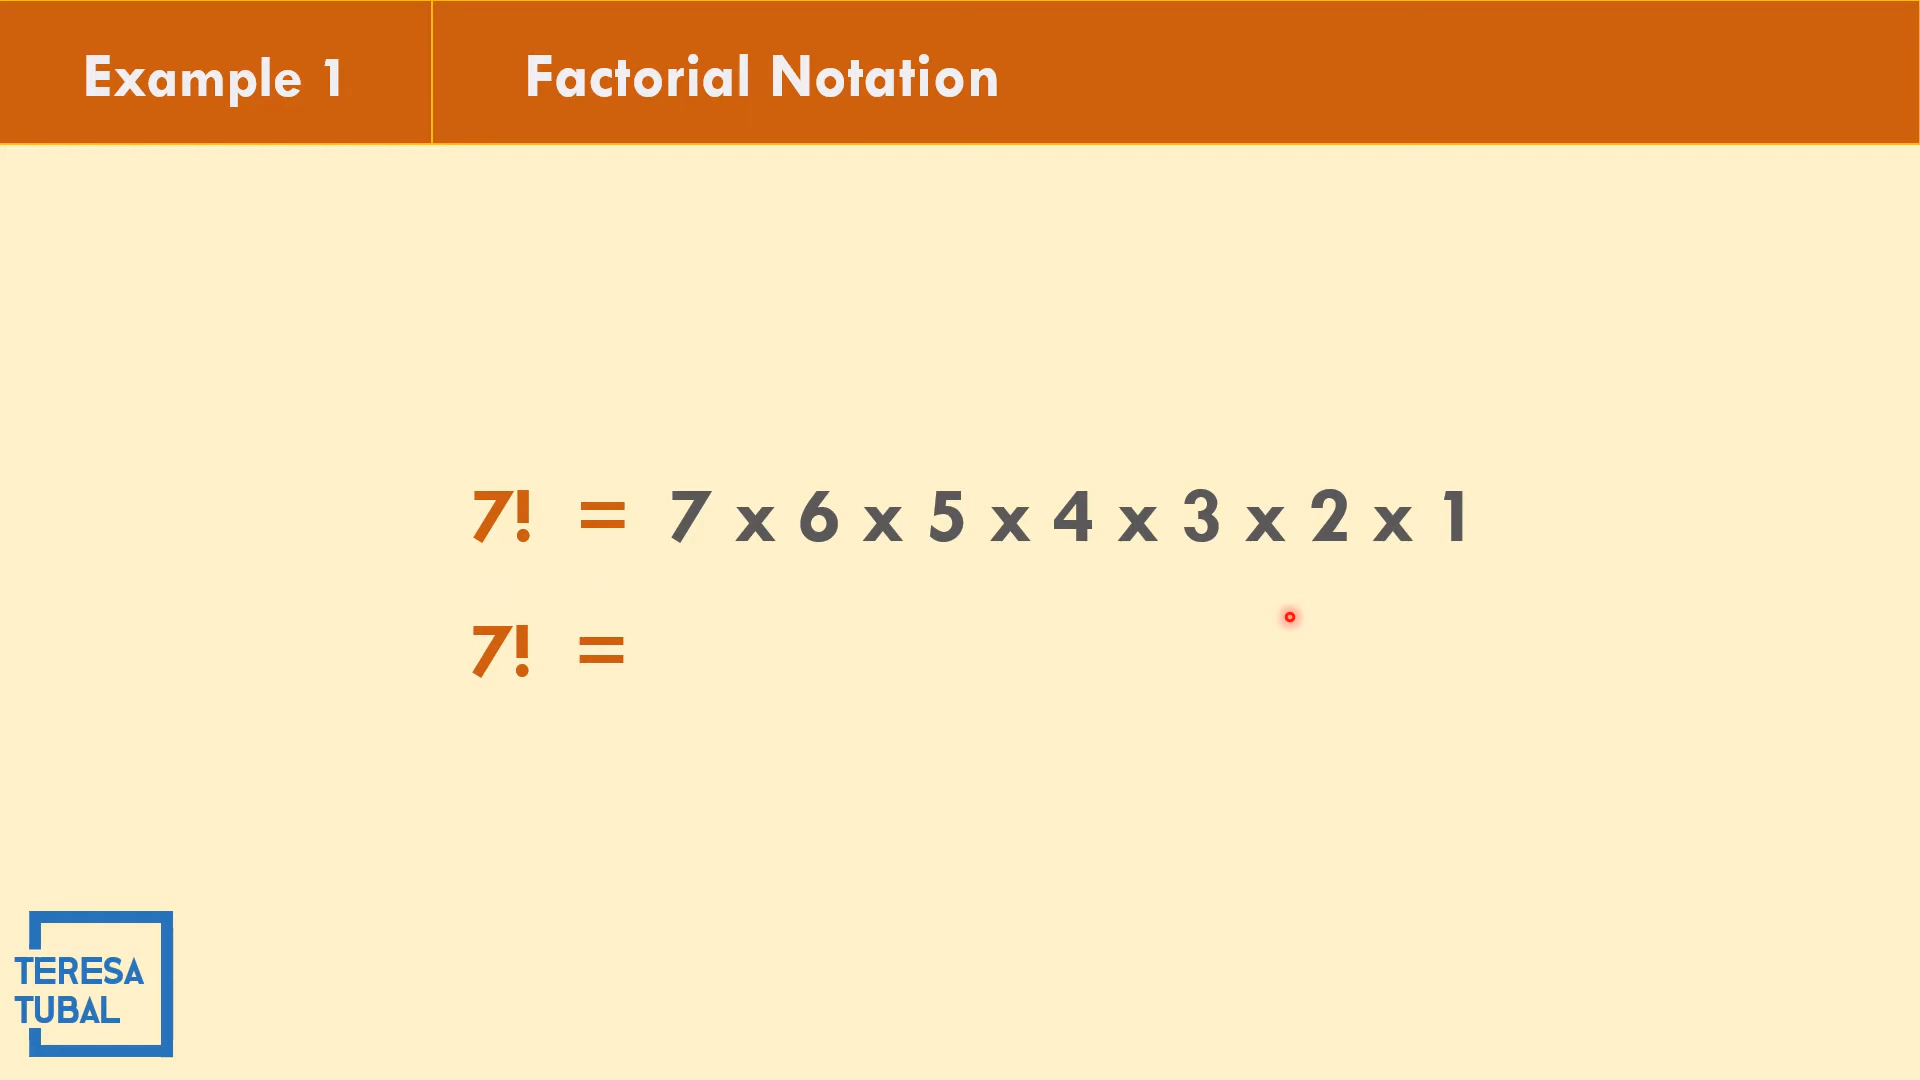 Example 1
Factorial Notation
7! = 7 x 6 x 5 x 4 x 3 x 2 x 1
7! =
TERESA
TUBAL